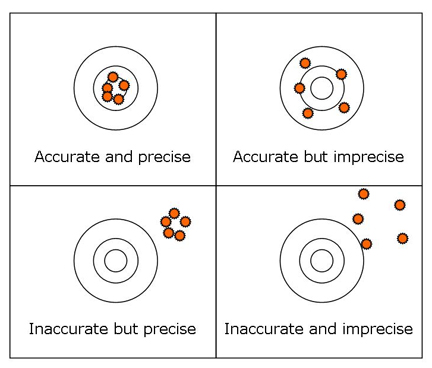 Accurate and precise
Accurate but imprecise
Inaccurate but precise
Inaccurate and imprecise